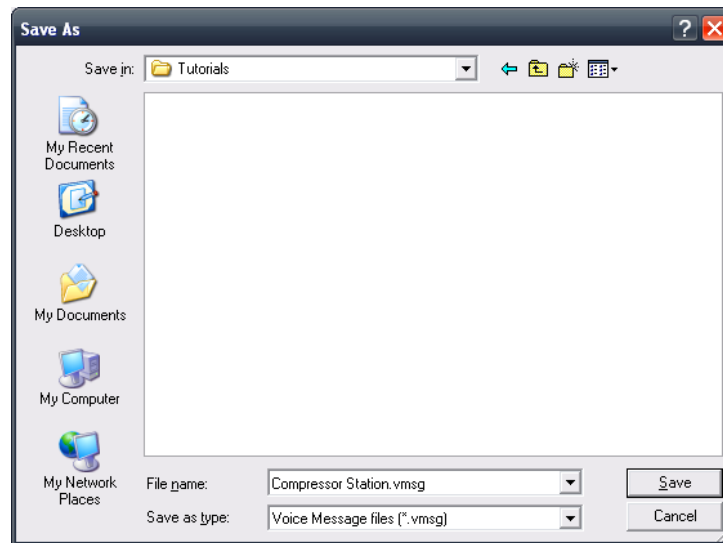 Save As
Save in:
Tutorials
My Recent
Documents
Desktop
My Documents
My Computer
My Network
Places
File name:
Compressor Station.vmsg
Save
Save as type:
Voice Message files (*.vmsg)
Cancel